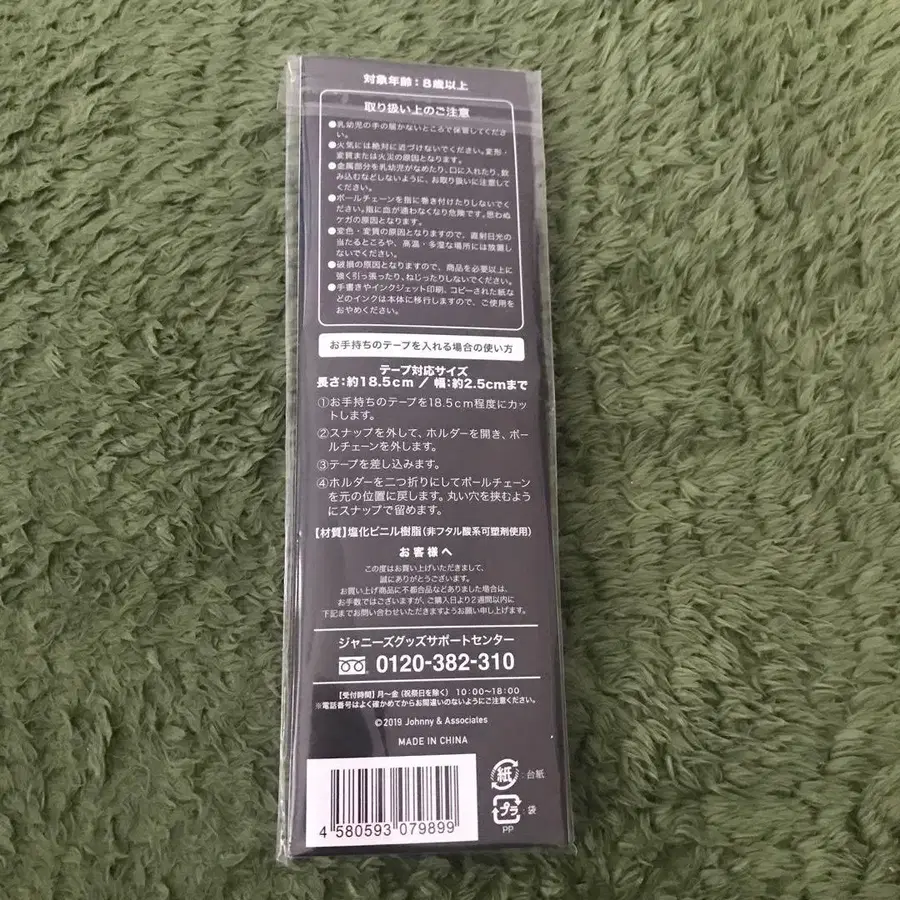 対象年齢：8歳以上
取り扱い上のご注意
●乳幼児の手の届かないところで保管してくださ
い。
●火気には絶対に近づけないでください。変形・
変質または火災の原因となります。
●金属部分を乳幼児がなめたり、口に入れたり、飲
み込むなどしないように、お取り扱いに注意して
ください。
●ボールチェーンを指に巻き付けたりしないでく
ださい。指に血が通わなくなり危険です。思わぬ
ケガの原因となります。
●変色・変質の原因となりますので、直射日光の
当たるところや、高温・多湿な場所には放置し
ないでください。
●破損の原因となりますので、商品を必要以上に
強く引っ張ったり、ねじったりしないでください。
●手書きやインクジェット印刷、コピーされた紙な
どのインクは本体に移行しますので、ご使用を
おやめください。
お手持ちのテープを入れる場合の使い方
テープ対応サイズ
長さ：約18.5cm ／ 幅：約2.5cmまで
①お手持ちのテープを18.5cm程度にカッ
トします。
②スナップを外して、ホルダーを開き、ボー
ルチェーンを外します。
③テープを差し込みます。
④ホルダーを二つ折りにしてボールチェーン
を元の位置に戻します。丸い穴を挟むよう
にスナップで留めます。
【材質】塩化ビニル樹脂（非フタル酸系可塑剤使用）
お客様へ
この度はお買い上げいただきまして、
誠にありがとうございます。
お買い上げ商品に不都合品などありました場合は、
お手数ではございますが、ご購入日より2週間以内に
下記までお問い合わせいただきますようお願い申し上げます。
ジャニーズグッズサポートセンター
0120-382-310
【受付時間】月～金（祝祭日を除く）10:00～18:00
※電話番号はよく確かめてからお間違いのないようにご注意ください。
©2019 Johnny & Associates
MADE IN CHINA
紙：台紙
プラ：袋
PP
4 580593 079899